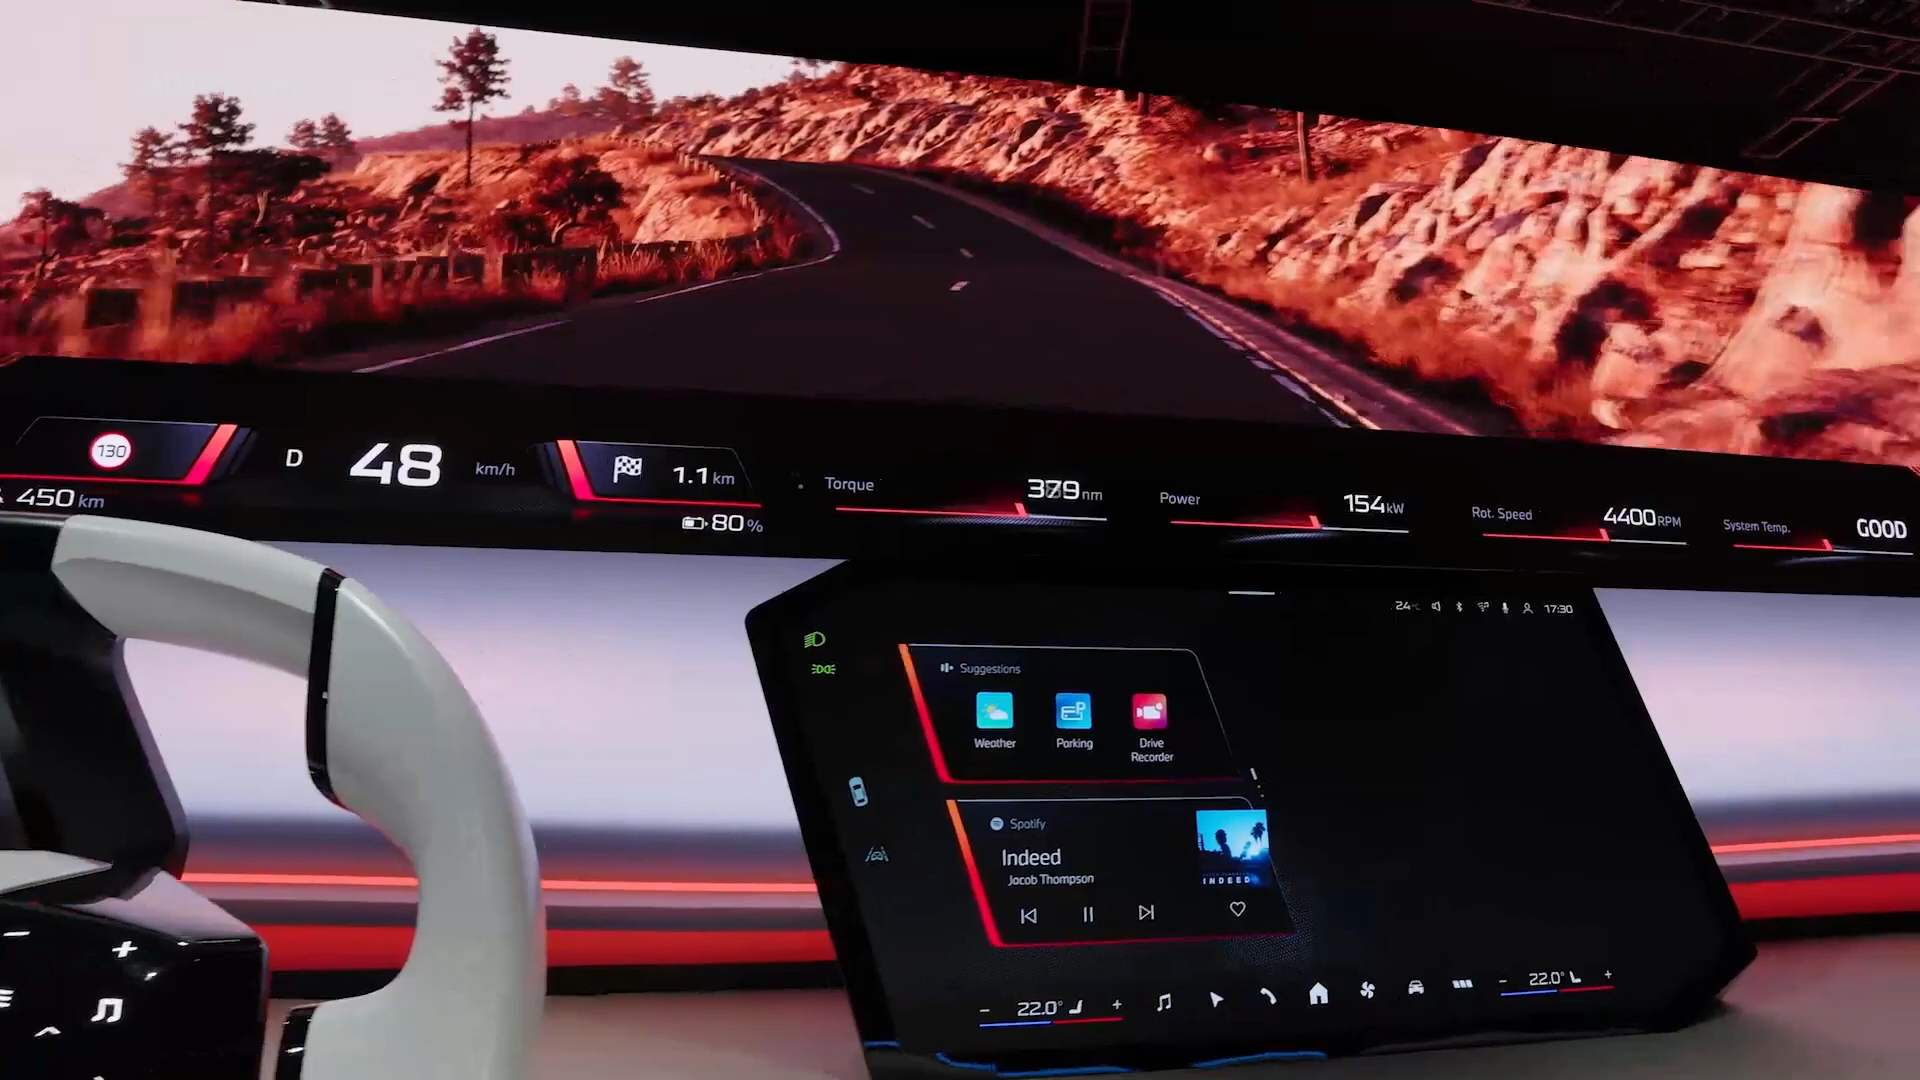 130
D 48 km/h
1.1 km
450 km
80 %
Torque nm
Power 154 kW
Rot. Speed 4400 RPM
System Temp. GOOD
24 17:30
Suggestions
Weather
Parking
Drive
Recorder
Spotify
Indeed
Jacob Thompson
INDEED
- 22.0° +
- 22.0° +
- +